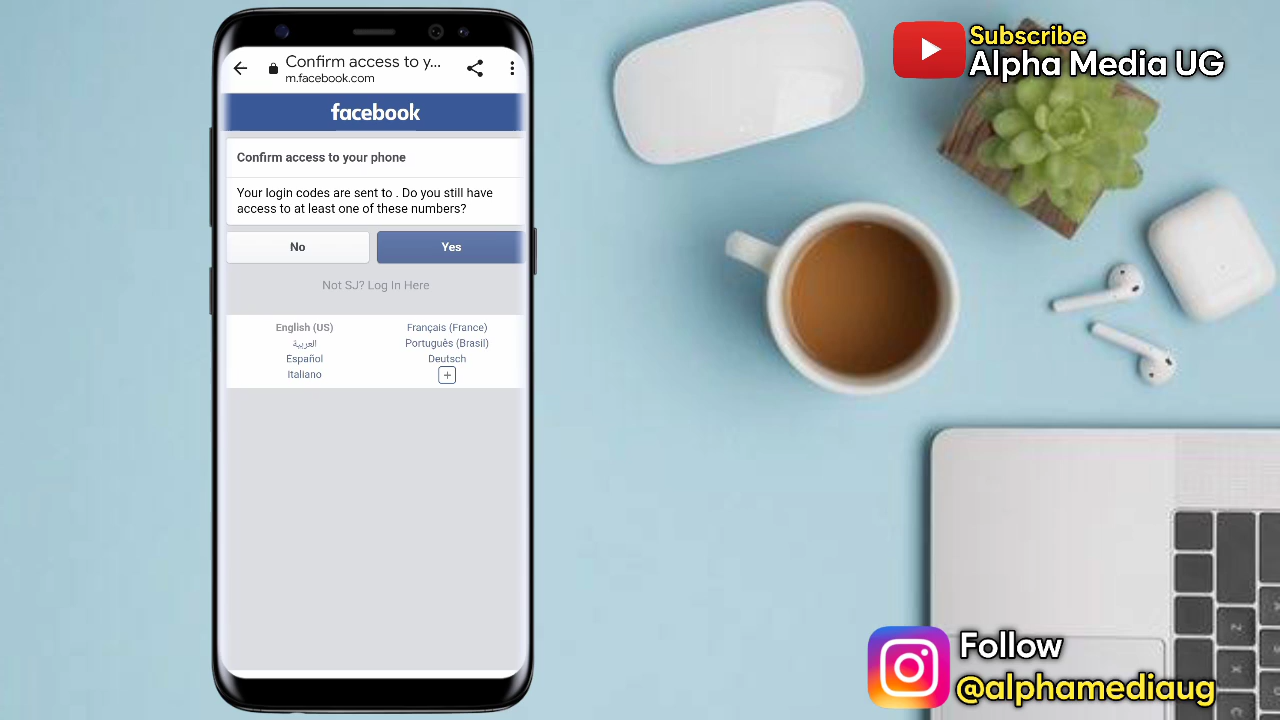 Confirm access to y...
m.facebook.com
facebook
Confirm access to your phone
Your login codes are sent to . Do you still have
access to at least one of these numbers?
No
Yes
Not SJ? Log In Here
English (US)
Français (France)
العربية
Português (Brasil)
Español
Deutsch
Italiano
+
Subscribe
Alpha Media UG
Follow
@alphamediaug